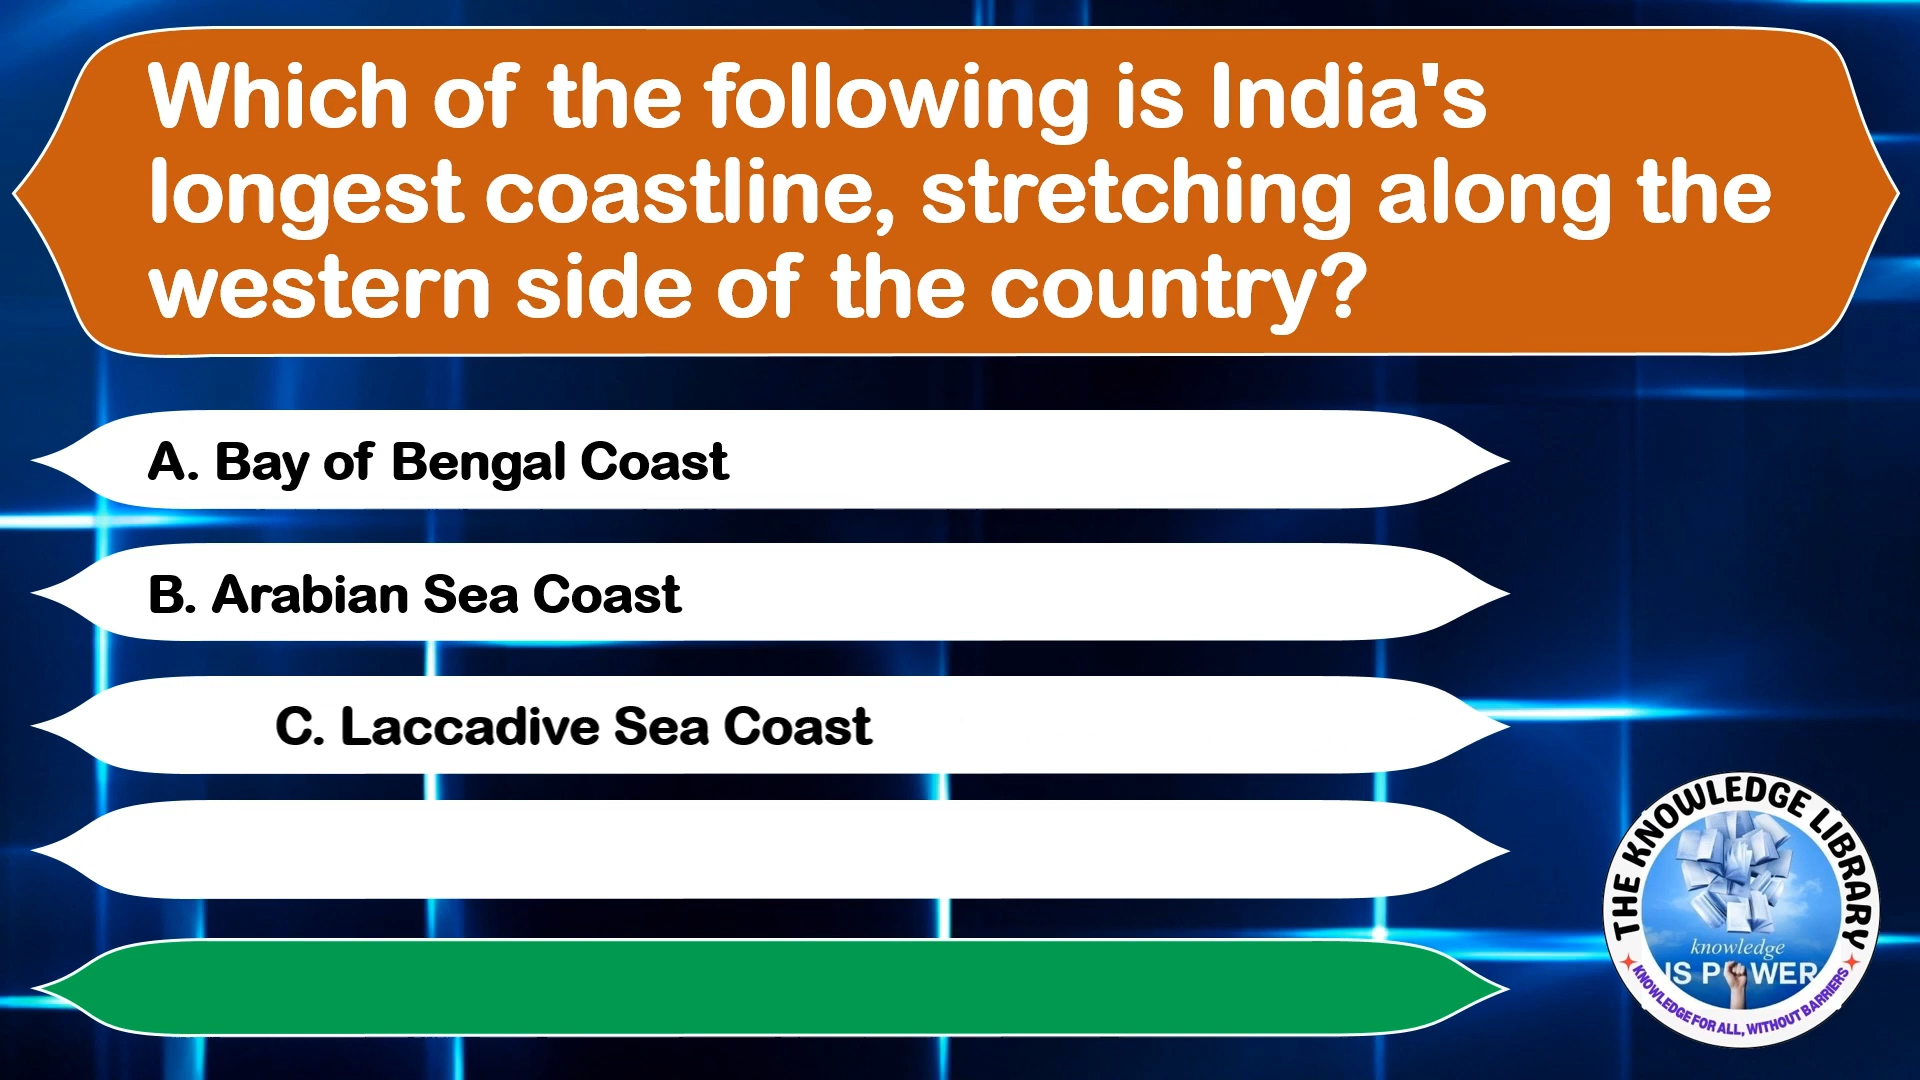 Which of the following is India's
longest coastline, stretching along the
western side of the country?
A. Bay of Bengal Coast
B. Arabian Sea Coast
C. Laccadive Sea Coast
THE KNOWLEDGE LIBRARY
knowledge
IS POWER
KNOWLEDGE FOR ALL, WITHOUT BARRIERS